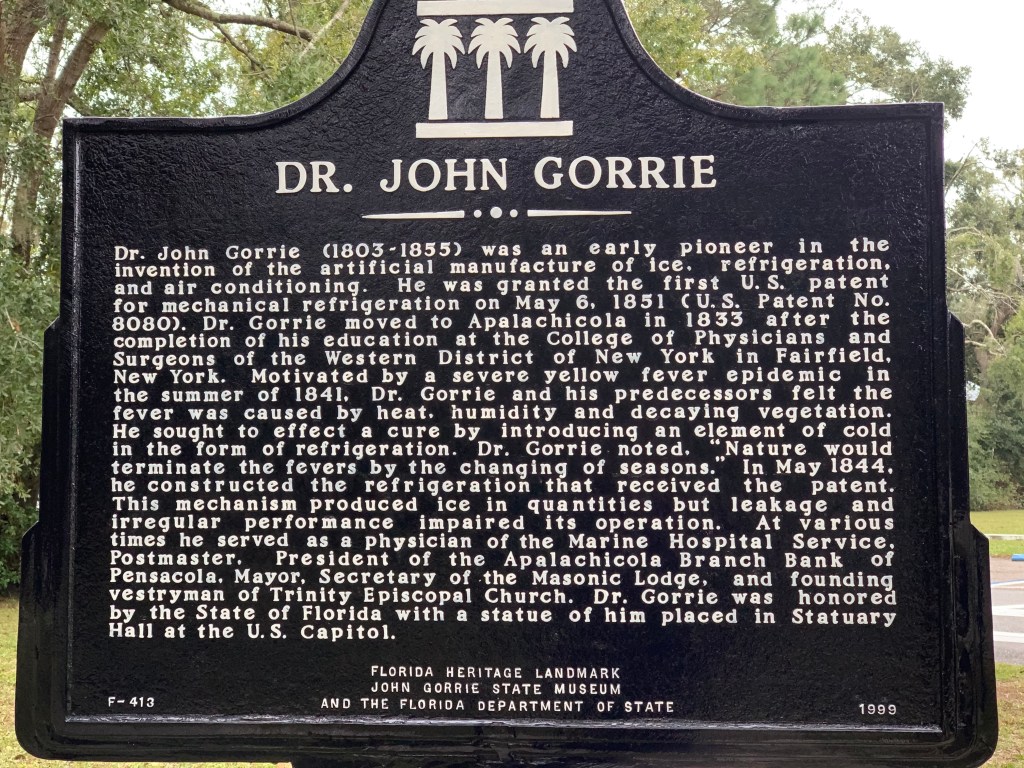 DR. JOHN GORRIE
Dr. John Gorrie (1803-1855) was an early pioneer in the
invention of the artificial manufacture of ice, refrigeration,
and air conditioning. He was granted the first U.S. patent
for mechanical refrigeration on May 6, 1851 (U.S. Patent No.
8080). Dr. Gorrie moved to Apalachicola in 1833 after the
completion of his education at the College of Physicians and
Surgeons of the Western District of New York in Fairfield,
New York. Motivated by a severe yellow fever epidemic in
the summer of 1841, Dr. Gorrie and his predecessors felt the
fever was caused by heat, humidity and decaying vegetation.
He sought to effect a cure by introducing an element of cold
in the form of refrigeration. Dr. Gorrie noted, "Nature would
terminate the fevers by the changing of seasons." In May 1844,
he constructed the refrigeration that received the patent.
This mechanism produced ice in quantities but leakage and
irregular performance impaired its operation. At various
times he served as a physician of the Marine Hospital Service,
Postmaster, President of the Apalachicola Branch Bank of
Pensacola, Mayor, Secretary of the Masonic Lodge, and founding
vestryman of Trinity Episcopal Church. Dr. Gorrie was honored
by the State of Florida with a statue of him placed in Statuary
Hall at the U.S. Capitol.
FLORIDA HERITAGE LANDMARK
JOHN GORRIE STATE MUSEUM
F-413 AND THE FLORIDA DEPARTMENT OF STATE 1999